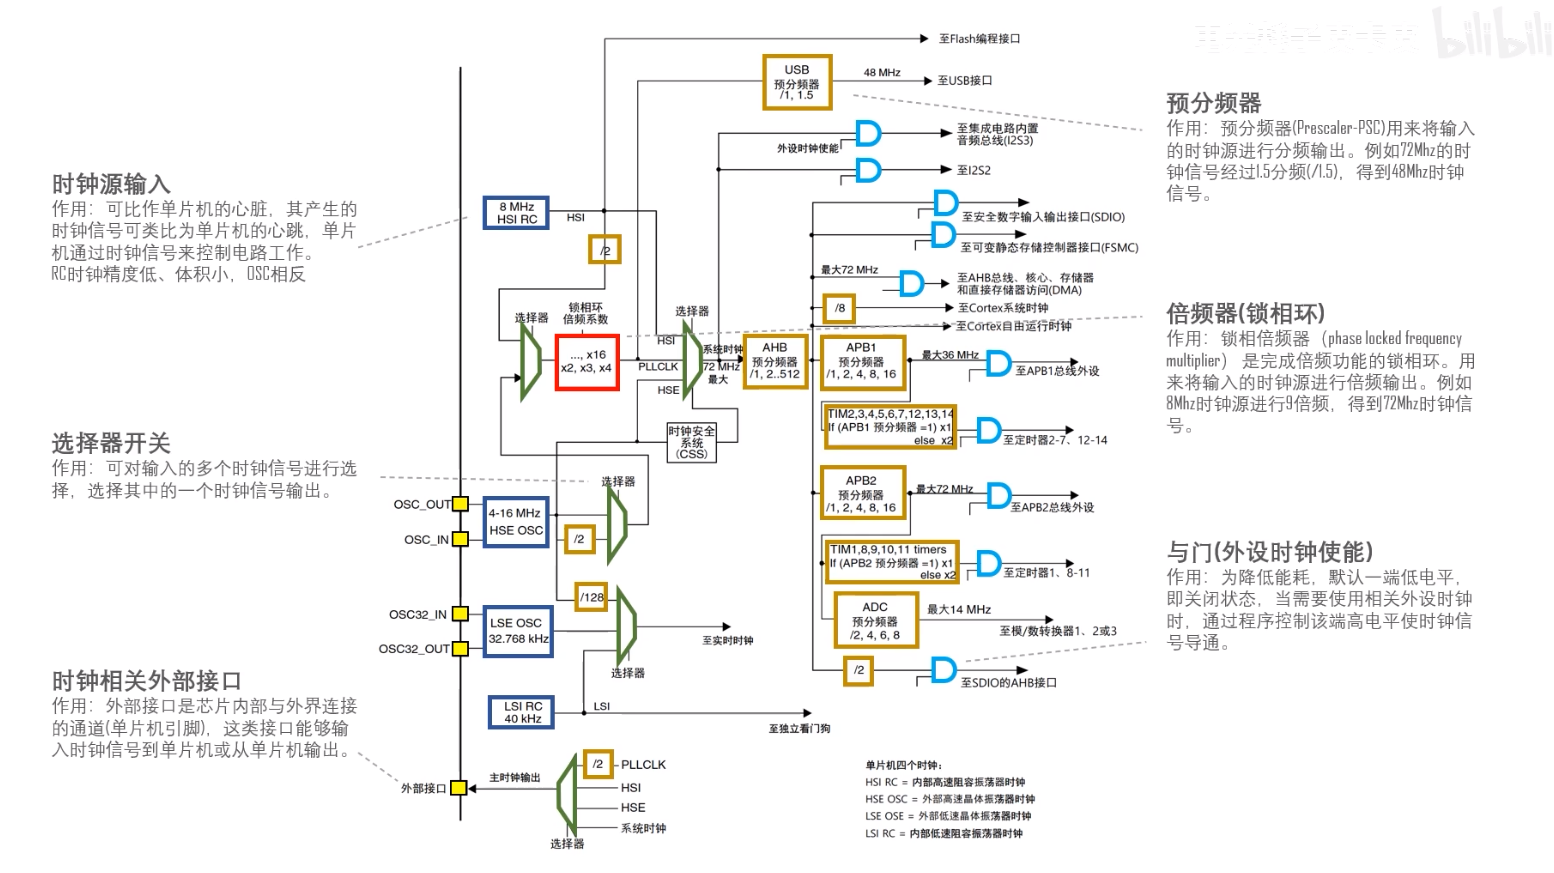 bilibili
至Flash编程接口
USB
预分频器
/1, 1.5
48 MHz
至USB接口
预分频器
作用：预分频器(Prescaler-PSC)用来将输入
的时钟源进行分频输出。例如72Mhz的时
钟信号经过1.5分频(/1.5)，得到48Mhz时钟
信号。
外设时钟使能
至集成电路内置
音频总线(I2S3)
至I2S2
时钟源输入
作用：可比作单片机的心脏，其产生的
时钟信号可类比为单片机的心跳，单片
机通过时钟信号来控制电路工作。
RC时钟精度低、体积小，OSC相反
8 MHz
HSI RC
HSI
/2
至安全数字输入输出接口(SDIO)
至可变静态存储控制器接口(FSMC)
最大72 MHz
至AHB总线、核心、存储器
和直接存储器访问(DMA)
/8
至Cortex系统时钟
至Cortex自由运行时钟
选择器
锁相环
倍频系数
..., x16
x2, x3, x4
选择器
HSI
PLLCLK
HSE
系统时钟
72 MHz
最大
AHB
预分频器
/1, 2..512
APB1
预分频器
/1, 2, 4, 8, 16
最大36 MHz
至APB1总线外设
倍频器(锁相环)
作用：锁相倍频器（phase locked frequency
multiplier） 是完成倍频功能的锁相环。用
来将输入的时钟源进行倍频输出。例如
8Mhz时钟源进行9倍频，得到72Mhz时钟信
号。
TIM2,3,4,5,6,7,12,13,14
If (APB1 预分频器 =1) x1
else x2
至定时器2-7、12-14
时钟安全
系统
(CSS)
选择器开关
作用：可对输入的多个时钟信号进行选
择，选择其中的一个时钟信号输出。
选择器
OSC_OUT
OSC_IN
4-16 MHz
HSE OSC
/2
APB2
预分频器
/1, 2, 4, 8, 16
最大72 MHz
至APB2总线外设
TIM1,8,9,10,11 timers
If (APB2 预分频器 =1) x1
else x2
至定时器1、8-11
与门(外设时钟使能)
作用：为降低能耗，默认一端低电平，
即关闭状态，当需要使用相关外设时钟
时，通过程序控制该端高电平使时钟信
号导通。
/128
OSC32_IN
OSC32_OUT
LSE OSC
32.768 kHz
至实时时钟
选择器
ADC
预分频器
/2, 4, 6, 8
最大14 MHz
至模/数转换器1、2或3
/2
至SDIO的AHB接口
时钟相关外部接口
作用：外部接口是芯片内部与外界连接
的通道(单片机引脚)，这类接口能够输
入时钟信号到单片机或从单片机输出。
LSI RC
40 kHz
LSI
至独立看门狗
外部接口
主时钟输出
/2
PLLCLK
HSI
HSE
系统时钟
选择器
单片机四个时钟：
HSI RC = 内部高速阻容振荡器时钟
HSE OSC = 外部高速晶体振荡器时钟
LSE OSE = 外部低速晶体振荡器时钟
LSI RC = 内部低速阻容振荡器时钟